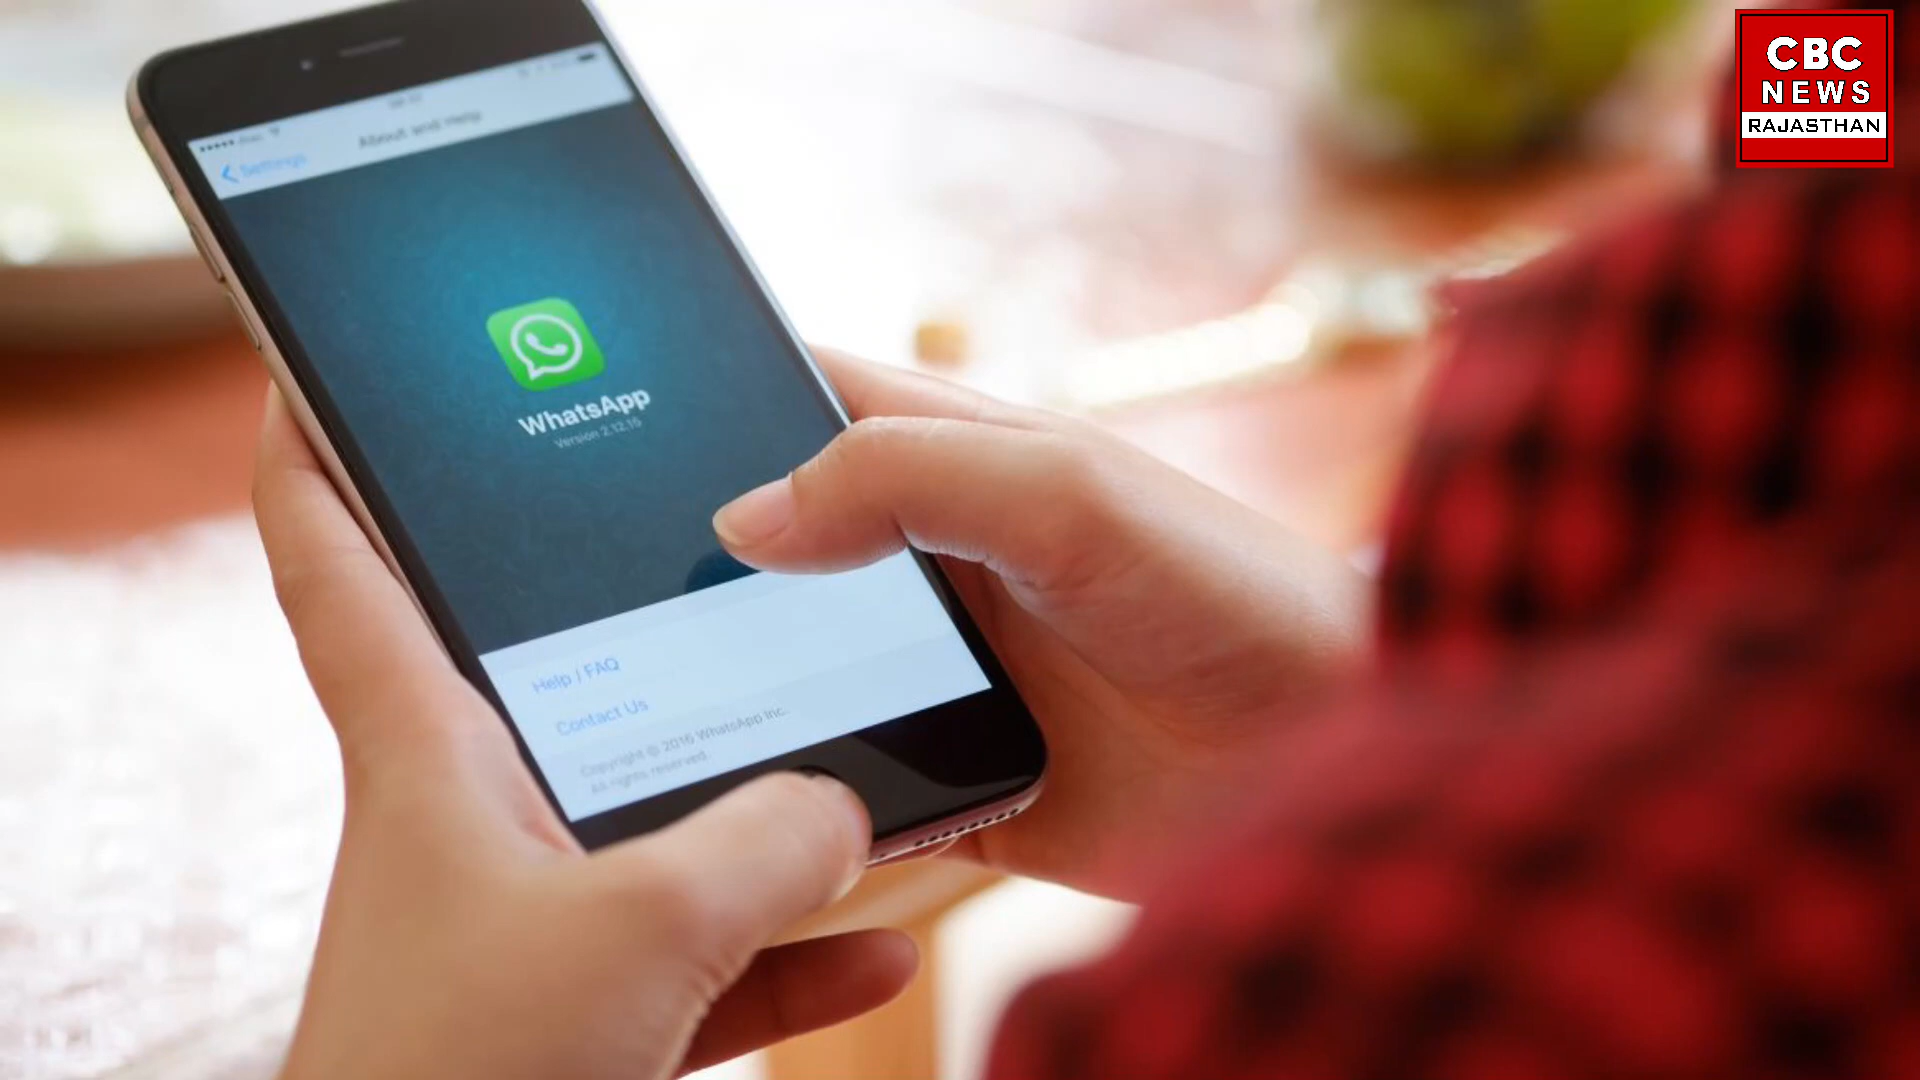 CBC
NEWS
RAJASTHAN
Settings
About and Help
WhatsApp
Version 2.12.15
Help / FAQ
Contact Us
Copyright © 2016 WhatsApp Inc.
All rights reserved.